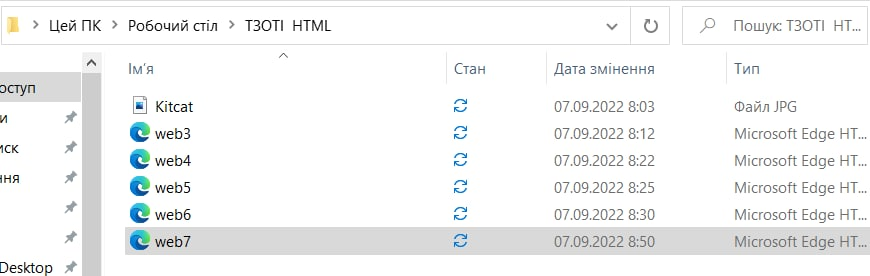 Цей ПК Робочий стіл ТЗОТІ HTML Пошук: ТЗОТІ HT...
Ім'я Стан Дата змінення Тип
оступ
Kitcat 07.09.2022 8:03 Файл JPG
и
web3 07.09.2022 8:12 Microsoft Edge HT...
иск
web4 07.09.2022 8:22 Microsoft Edge HT...
ння
web5 07.09.2022 8:25 Microsoft Edge HT...
web6 07.09.2022 8:30 Microsoft Edge HT...
web7 07.09.2022 8:50 Microsoft Edge HT...
Desktop